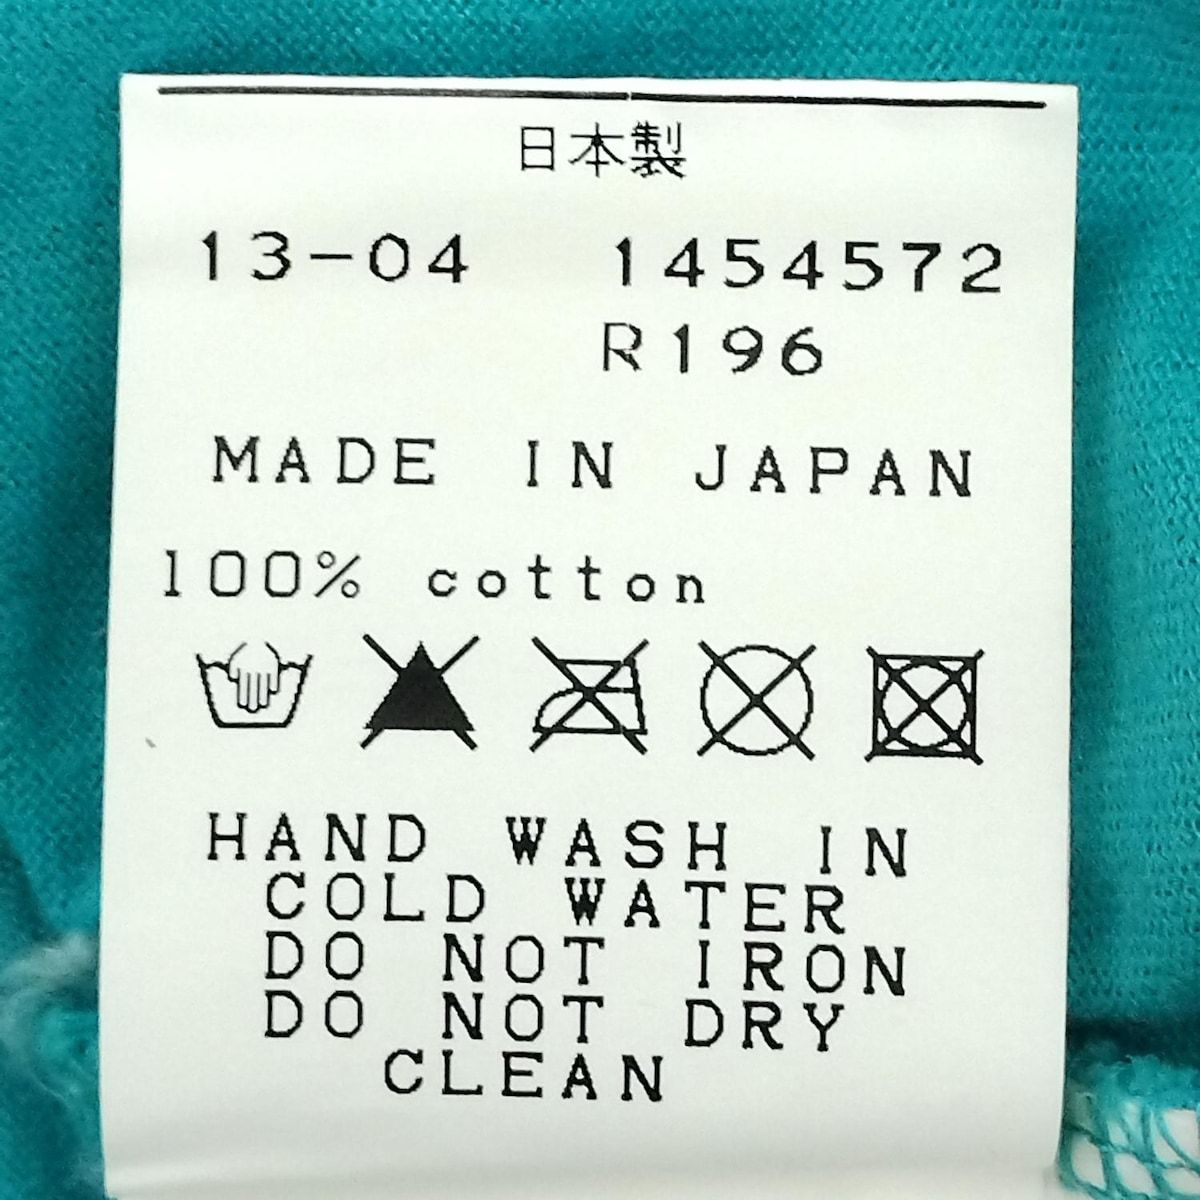 日本製
13-04 1454572
R196
MADE IN JAPAN
100% cotton
HAND WASH IN
COLD WATER
DO NOT IRON
DO NOT DRY
CLEAN